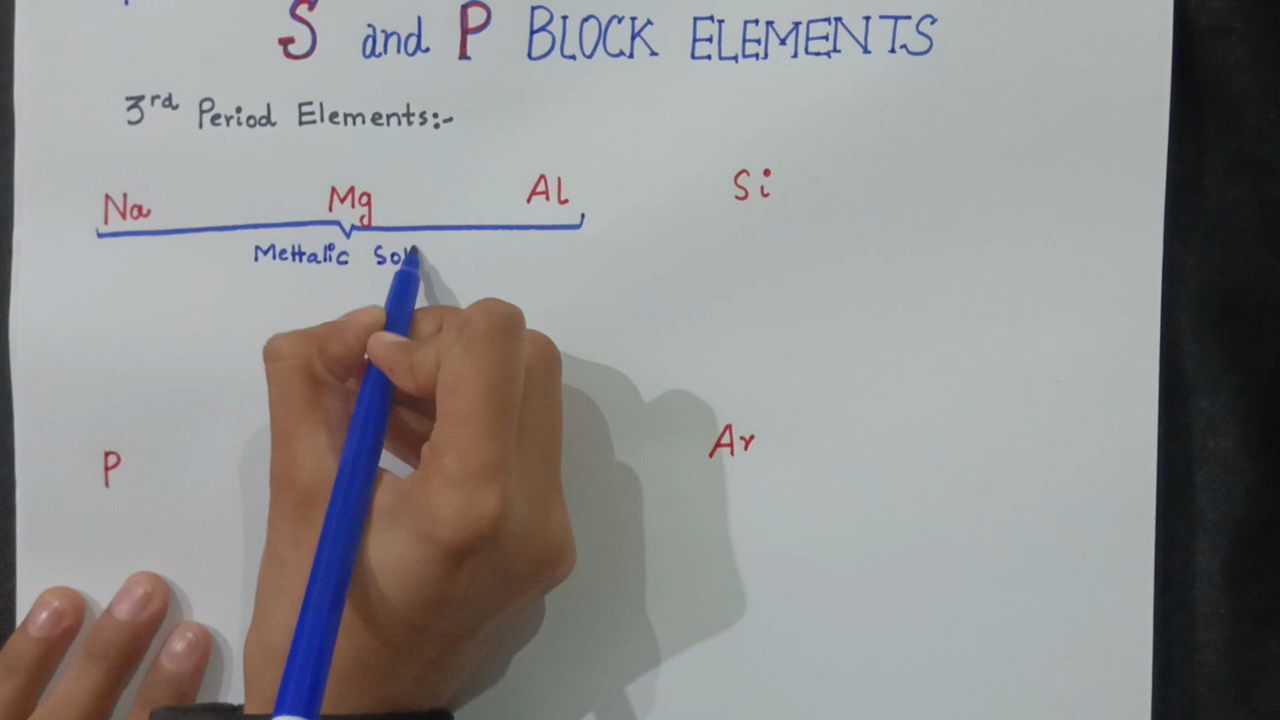 S and P BLOCK ELEMENTS
3rd Period Elements:-
Na Mg Al Si
Mettalic
P Ar